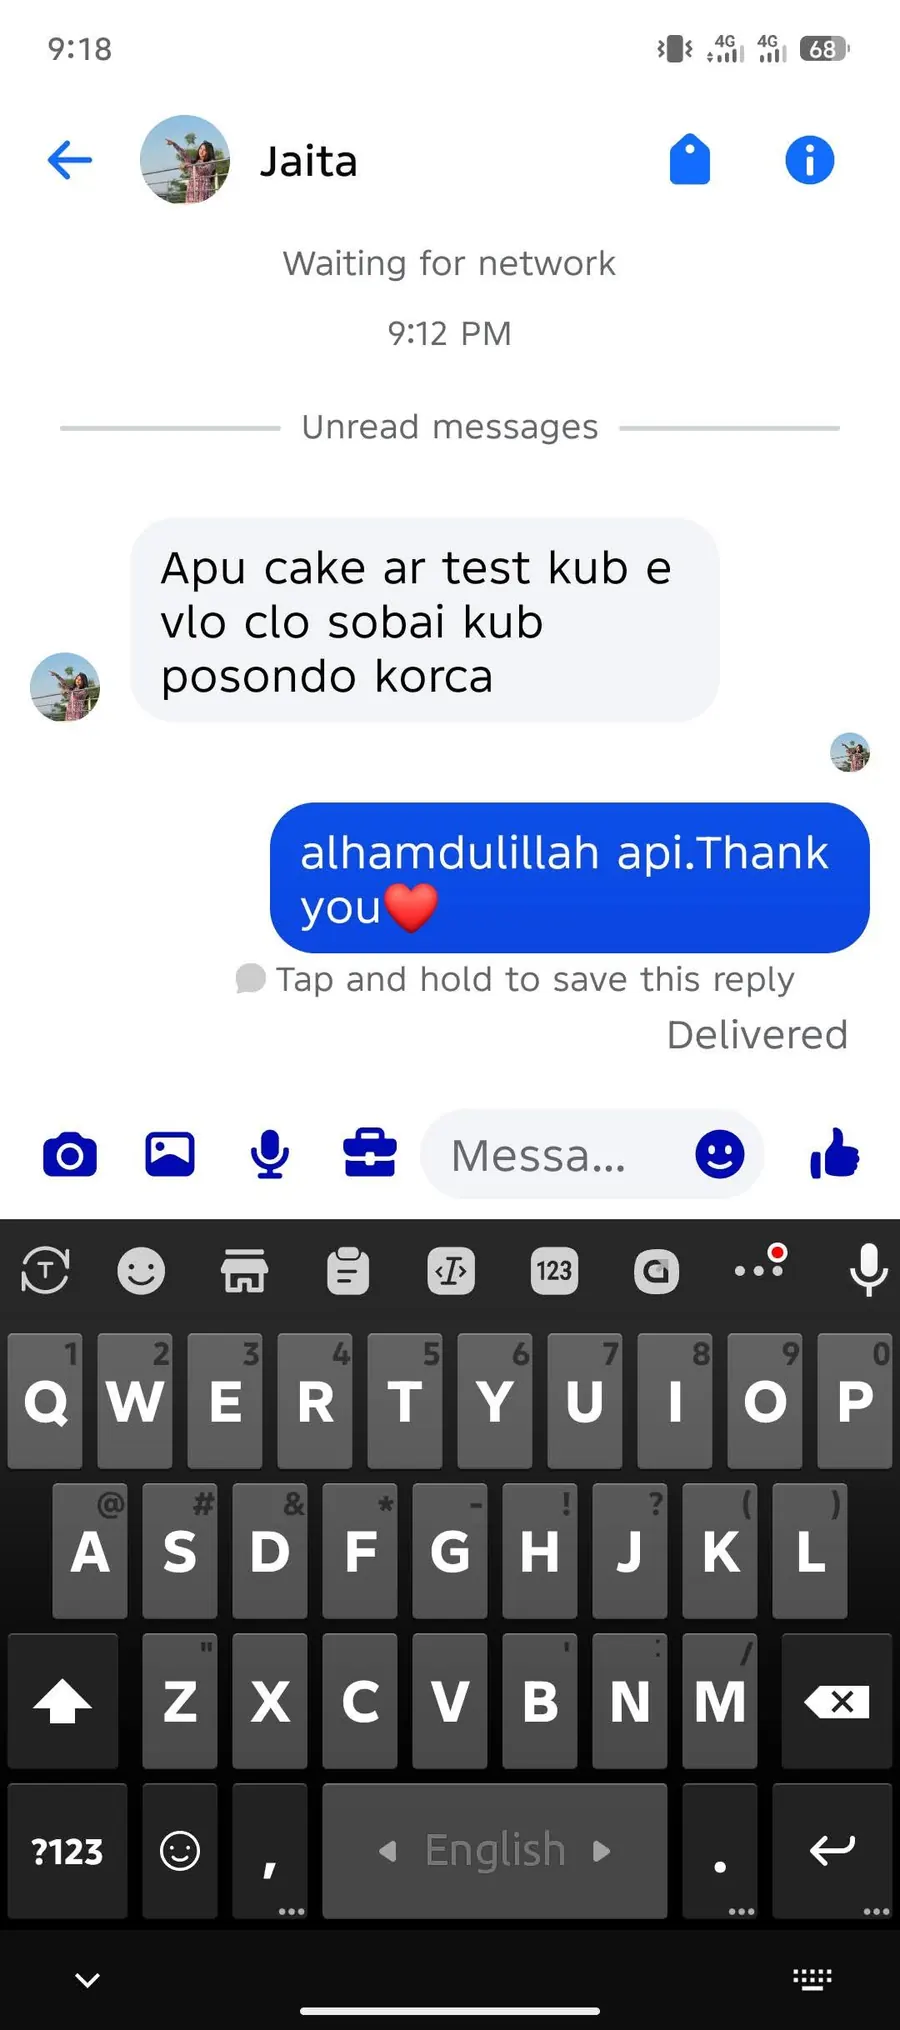 9:18
4G
4G
68
Jaita
Waiting for network
9:12 PM
Unread messages
Apu cake ar test kub e
vlo clo sobai kub
posondo korca
alhamdulillah api.Thank
you❤️
Tap and hold to save this reply
Delivered
Messa...
T
123
1 2 3 4 5 6 7 8 9 0
Q W E R T Y U I O P
@ # & * - ! ? ( )
A S D F G H J K L
" ' : /
Z X C V B N M
?123 , English .